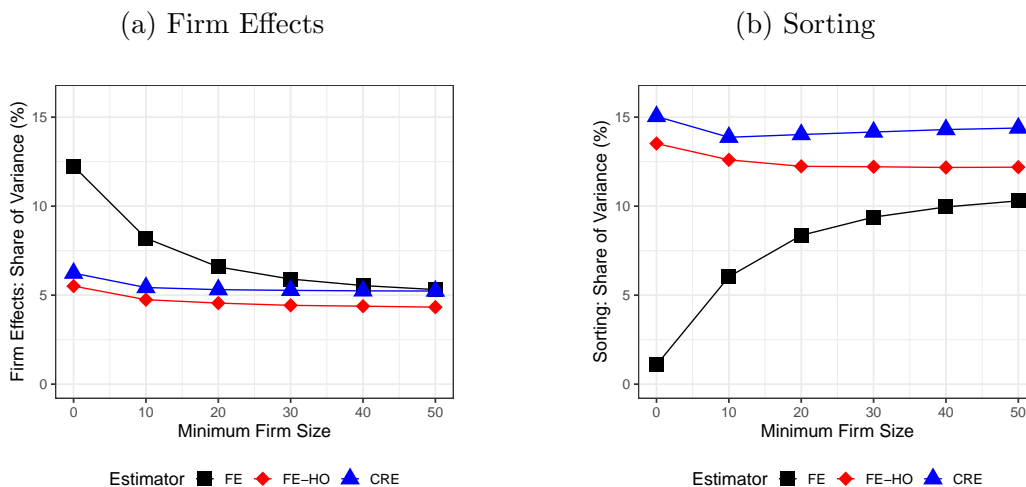 (a) Firm Effects
Firm Effects: Share of Variance (%)
15
10
5
0
0 10 20 30 40 50
Minimum Firm Size
Estimator FE FE−HO CRE
(b) Sorting
Sorting: Share of Variance (%)
15
10
5
0
0 10 20 30 40 50
Minimum Firm Size
Estimator FE FE−HO CRE